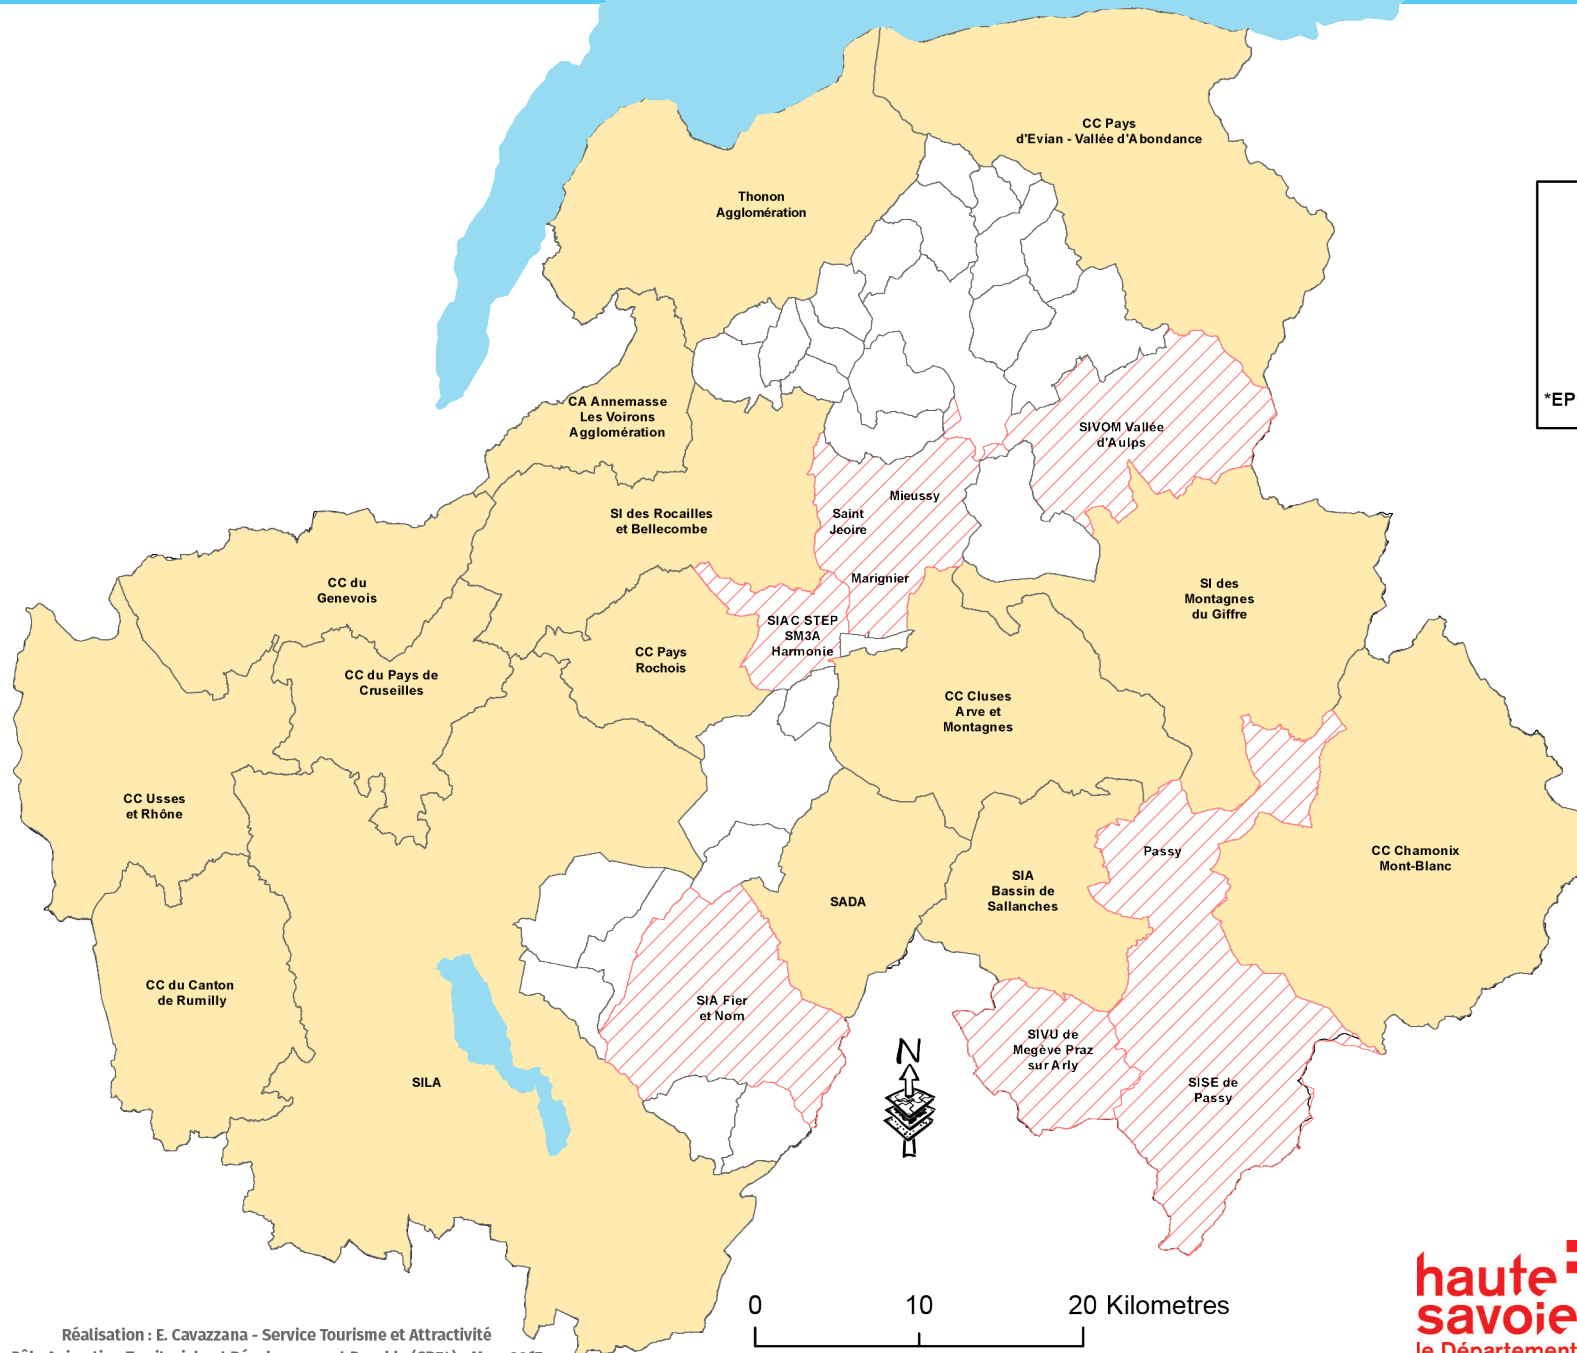 CC Pays
d'Evian - Vallée d'Abondance
Thonon
Agglomération
*EP
CA Annemasse
Les Voirons
Agglomération
SIVOM Vallée
d'Aulps
Mieussy
SI des Rocailles
et Bellecombe
Saint
Jeoire
Marignier
CC du
Genevois
SI des
Montagnes
du Giffre
SIAC STEP
SM3A
Harmonie
CC Pays
Rochois
CC du Pays de
Cruseilles
CC Cluses
Arve et
Montagnes
CC Usses
et Rhône
Passy
CC Chamonix
Mont-Blanc
SIA
Bassin de
Sallanches
SADA
CC du Canton
de Rumilly
SIA Fier
et Nom
SIVU de
Megève Praz
sur Arly
N
SILA
SISE de
Passy
0 10 20 Kilometres
haute
savoie
le Département
Réalisation : E. Cavazzana - Service Tourisme et Attractivité